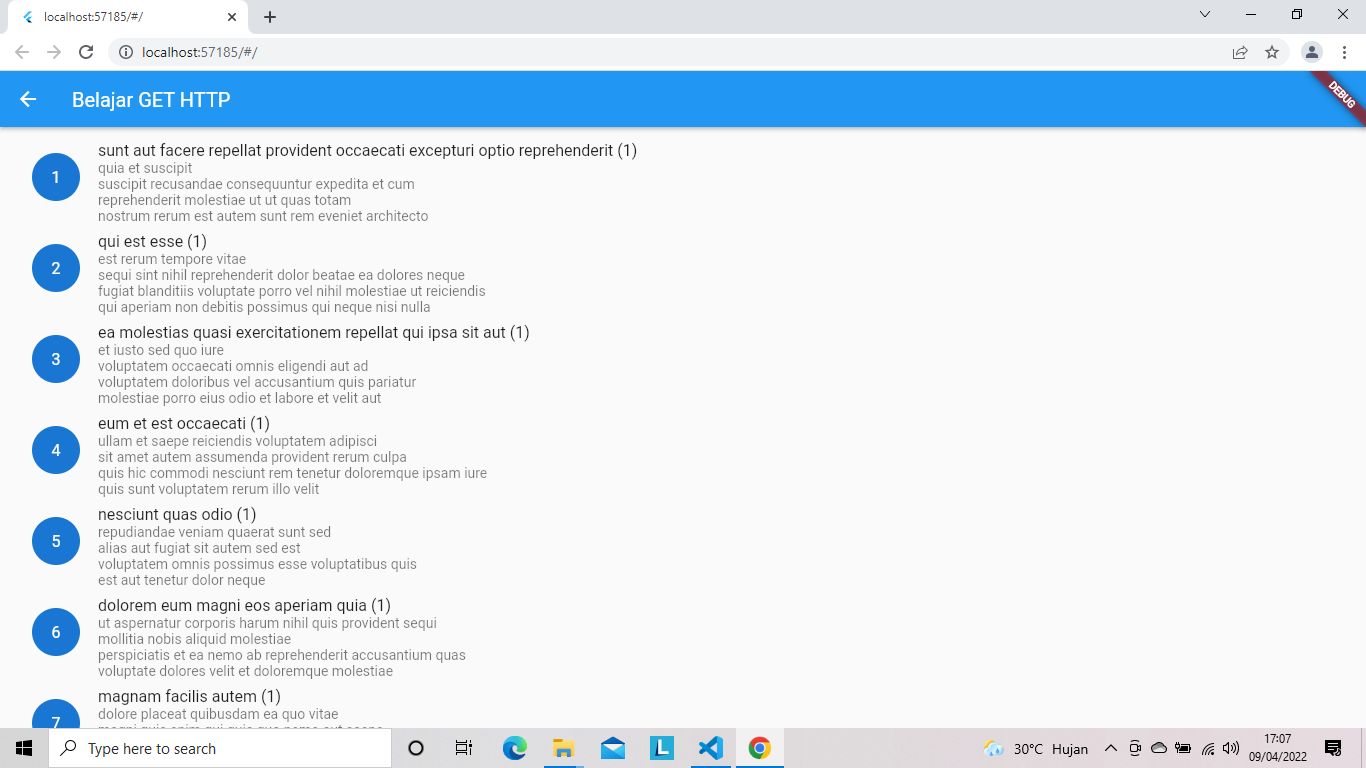 localhost:57185/#/
localhost:57185/#/
Belajar GET HTTP
DEBUG
1
sunt aut facere repellat provident occaecati excepturi optio reprehenderit (1)
quia et suscipit
suscipit recusandae consequuntur expedita et cum
reprehenderit molestiae ut ut quas totam
nostrum rerum est autem sunt rem eveniet architecto
2
qui est esse (1)
est rerum tempore vitae
sequi sint nihil reprehenderit dolor beatae ea dolores neque
fugiat blanditiis voluptate porro vel nihil molestiae ut reiciendis
qui aperiam non debitis possimus qui neque nisi nulla
3
ea molestias quasi exercitationem repellat qui ipsa sit aut (1)
et iusto sed quo iure
voluptatem occaecati omnis eligendi aut ad
voluptatem doloribus vel accusantium quis pariatur
molestiae porro eius odio et labore et velit aut
4
eum et est occaecati (1)
ullam et saepe reiciendis voluptatem adipisci
sit amet autem assumenda provident rerum culpa
quis hic commodi nesciunt rem tenetur doloremque ipsam iure
quis sunt voluptatem rerum illo velit
5
nesciunt quas odio (1)
repudiandae veniam quaerat sunt sed
alias aut fugiat sit autem sed est
voluptatem omnis possimus esse voluptatibus quis
est aut tenetur dolor neque
6
dolorem eum magni eos aperiam quia (1)
ut aspernatur corporis harum nihil quis provident sequi
mollitia nobis aliquid molestiae
perspiciatis et ea nemo ab reprehenderit accusantium quas
voluptate dolores velit et doloremque molestiae
7
magnam facilis autem (1)
dolore placeat quibusdam ea quo vitae
Type here to search
L
30°C Hujan
17:07
09/04/2022